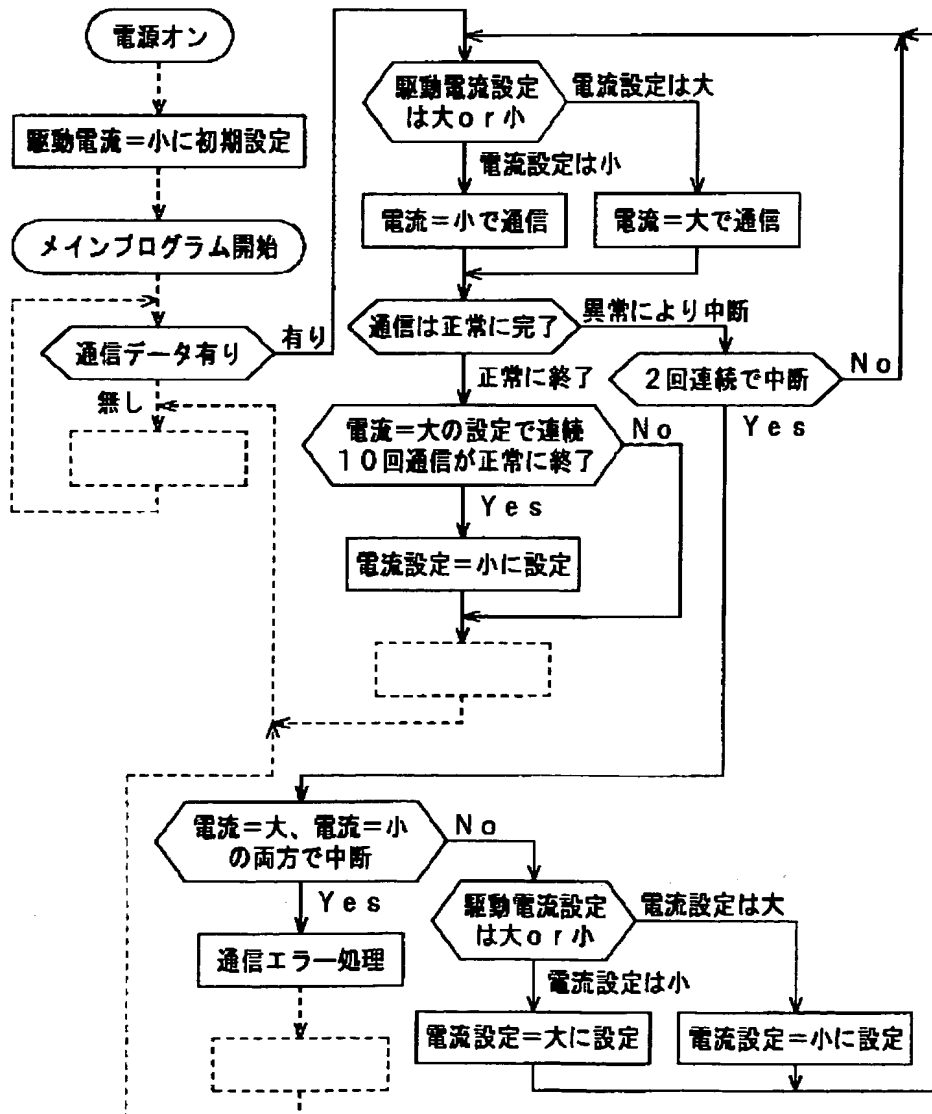 電源オン
駆動電流=小に初期設定
メインプログラム開始
通信データ有り
有り
無し
駆動電流設定
は大or小
電流設定は大
電流設定は小
電流=小で通信
電流=大で通信
通信は正常に完了
異常により中断
正常に終了
2回連続で中断
No
Yes
電流=大の設定で連続
10回通信が正常に終了
No
Yes
電流設定=小に設定
電流=大、電流=小
の両方で中断
No
Yes
通信エラー処理
駆動電流設定
は大or小
電流設定は大
電流設定は小
電流設定=大に設定
電流設定=小に設定